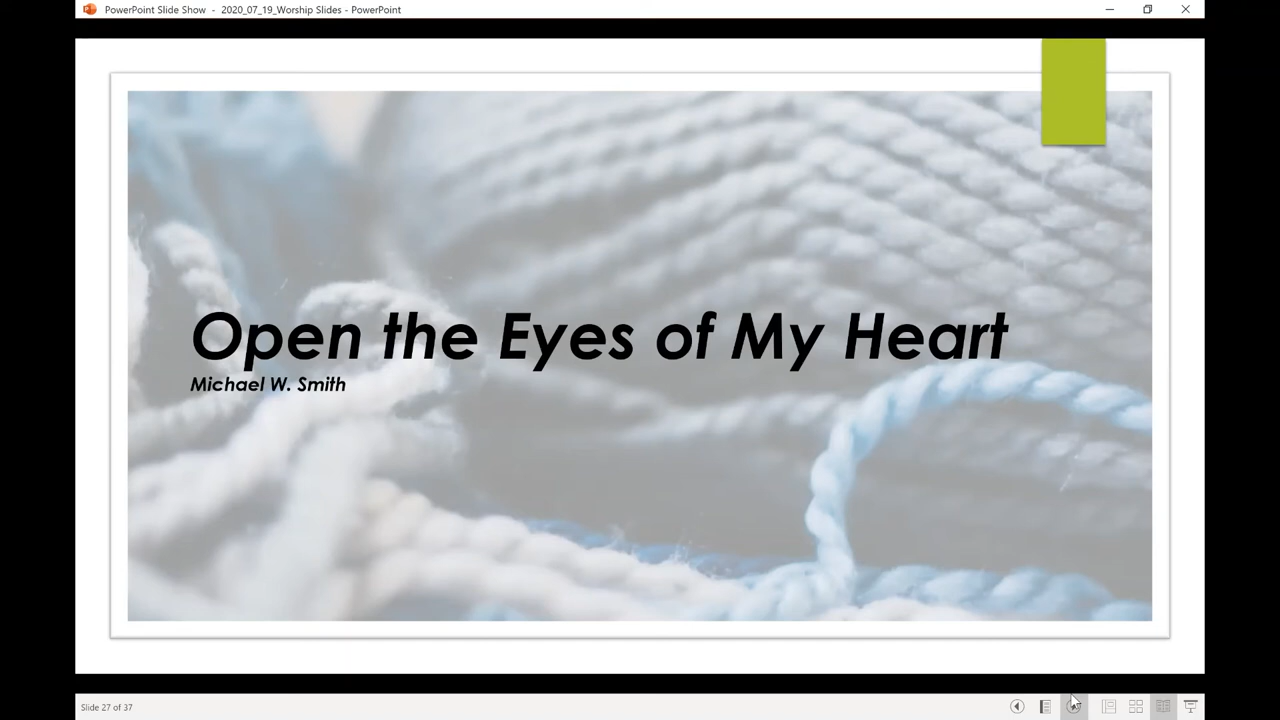 PowerPoint Slide Show - 2020_07_19_Worship Slides - PowerPoint
Open the Eyes of My Heart
Michael W. Smith
Slide 27 of 37